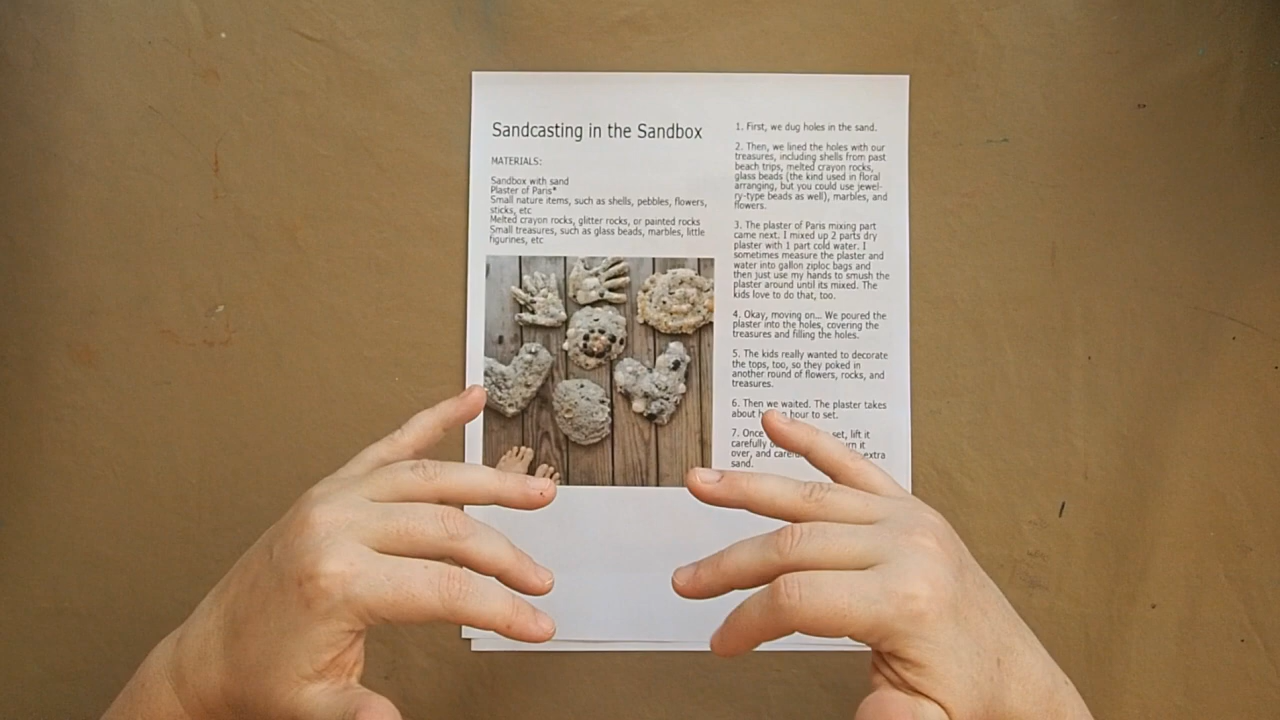 Sandcasting in the Sandbox
MATERIALS:
Sandbox with sand
Plaster of Paris*
Small nature items, such as shells, pebbles, flowers,
sticks, etc
Melted crayon rocks, glitter rocks, or painted rocks
Small treasures, such as glass beads, marbles, little
figurines, etc
1. First, we dug holes in the sand.
2. Then, we lined the holes with our
treasures, including shells from past
beach trips, melted crayon rocks,
glass beads (the kind used in floral
arranging, but you could use jewel-
ry-type beads as well), marbles, and
flowers.
3. The plaster of Paris mixing part
came next. I mixed up 2 parts dry
plaster with 1 part cold water. I
sometimes measure the plaster and
water into gallon ziploc bags and
then just use my hands to smush the
plaster around until its mixed. The
kids love to do that, too.
4. Okay, moving on... We poured the
plaster into the holes, covering the
treasures and filling the holes.
5. The kids really wanted to decorate
the tops, too, so they poked in
another round of flowers, rocks, and
treasures.
6. Then we waited. The plaster takes
about hour to set.
7. Once set, lift it
carefully
over, and extra
sand.